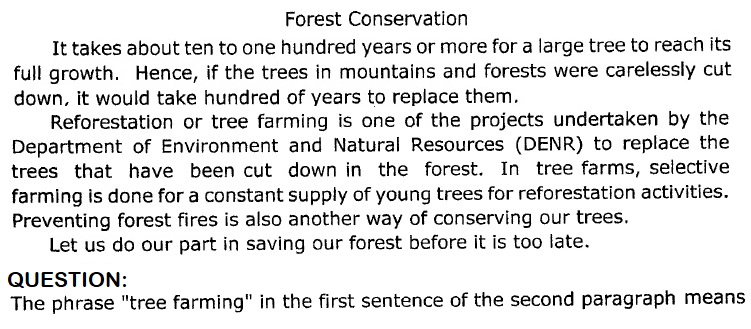 Forest Conservation
It takes about ten to one hundred years or more for a large tree to reach its
full growth. Hence, if the trees in mountains and forests were carelessly cut
down, it would take hundred of years to replace them.
Reforestation or tree farming is one of the projects undertaken by the
Department of Environment and Natural Resources (DENR) to replace the
trees that have been cut down in the forest. In tree farms, selective
farming is done for a constant supply of young trees for reforestation activities.
Preventing forest fires is also another way of conserving our trees.
Let us do our part in saving our forest before it is too late.
QUESTION:
The phrase "tree farming" in the first sentence of the second paragraph means